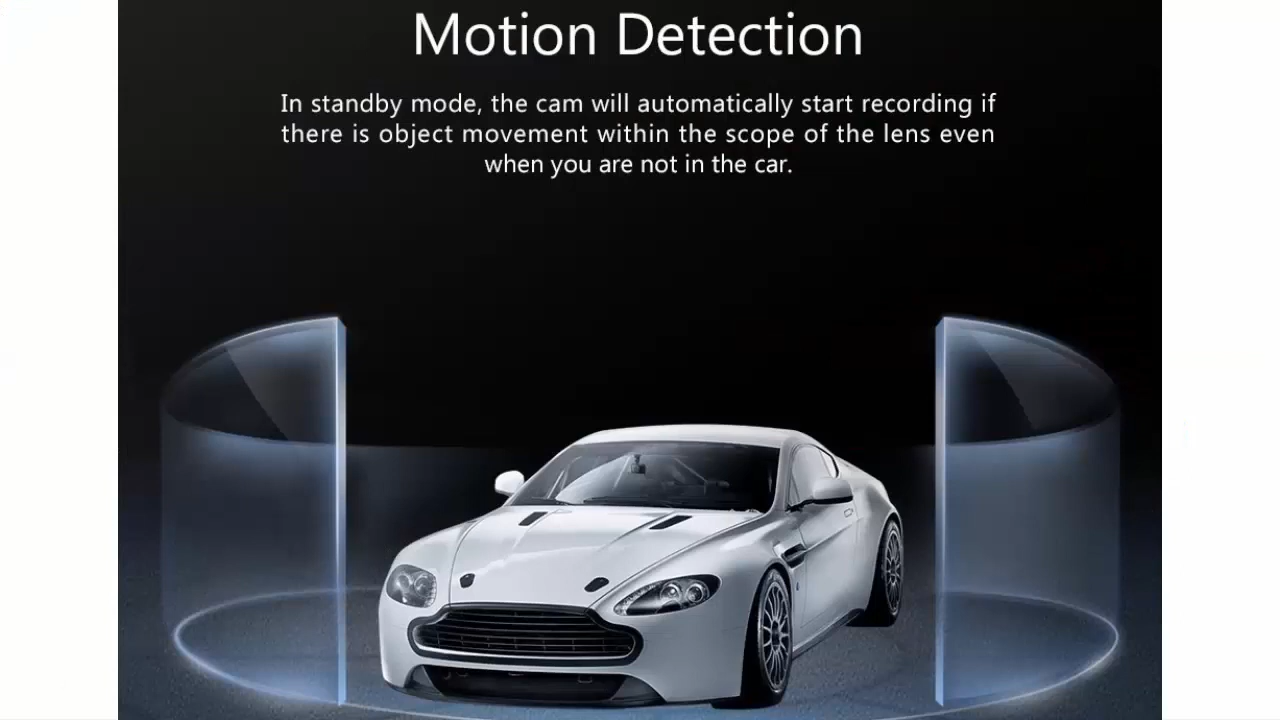 Motion Detection
In standby mode, the cam will automatically start recording if
there is object movement within the scope of the lens even
when you are not in the car.